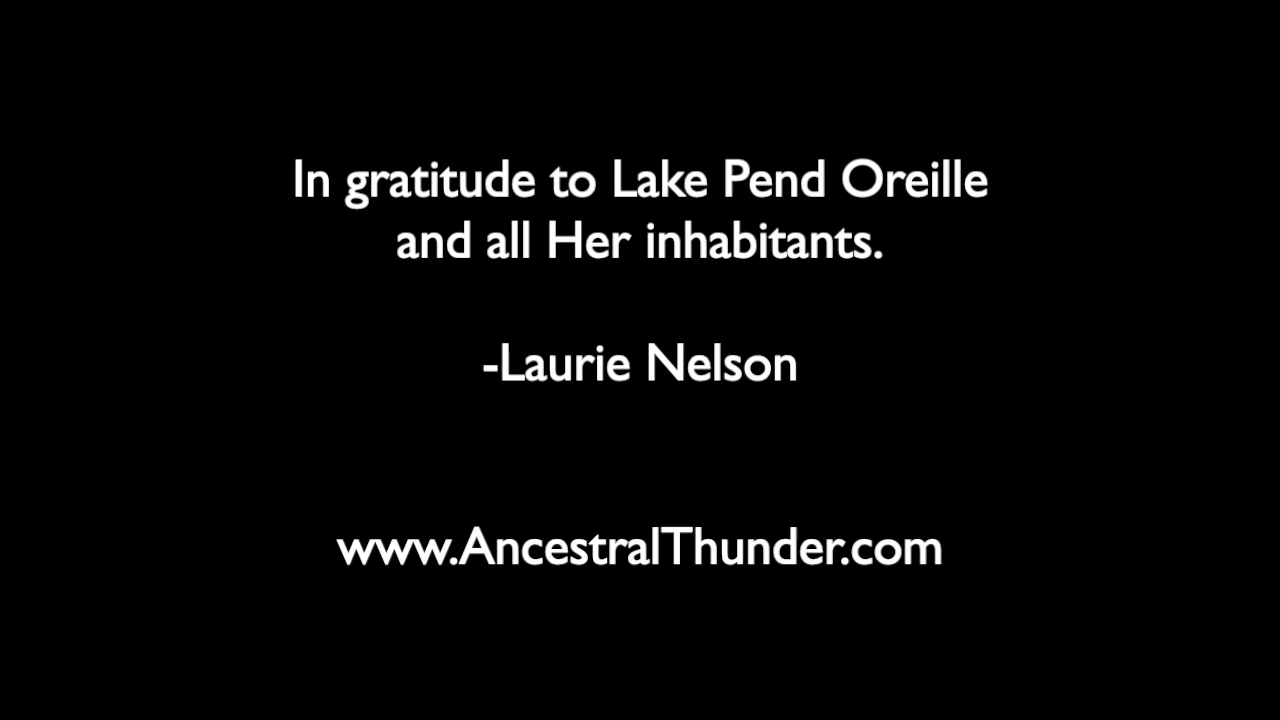 In gratitude to Lake Pend Oreille
and all Her inhabitants.
-Laurie Nelson
www.AncestralThunder.com